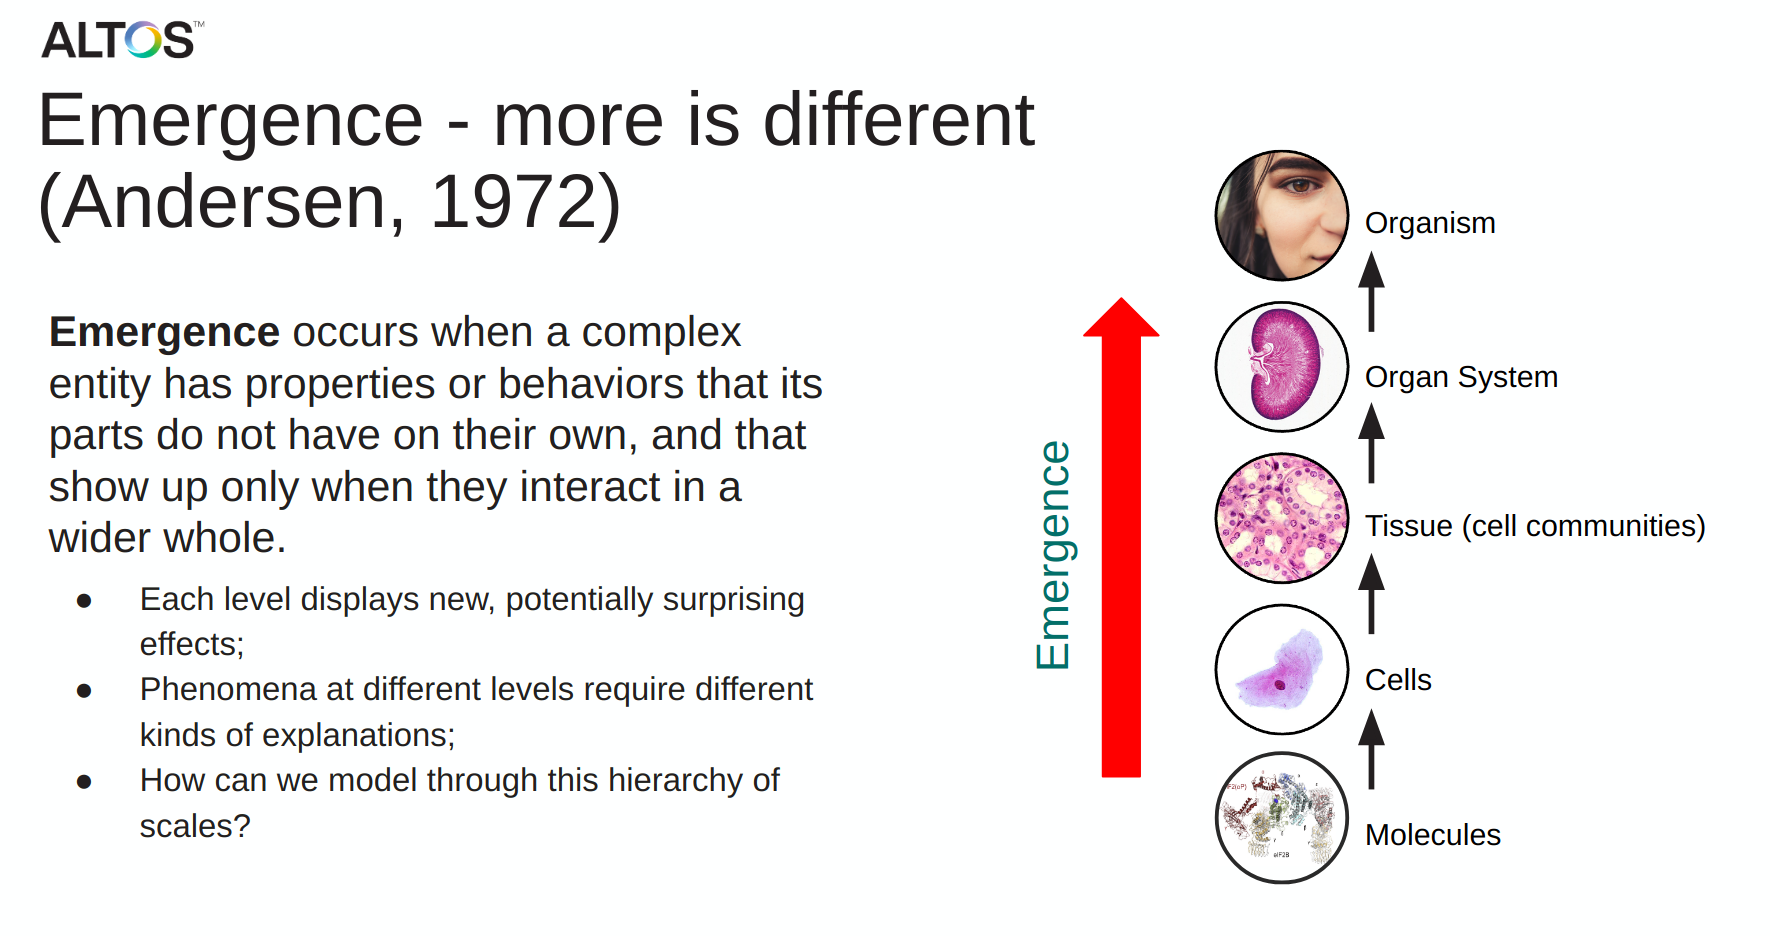 ALTOS™
Emergence - more is different
(Andersen, 1972)
Emergence occurs when a complex
entity has properties or behaviors that its
parts do not have on their own, and that
show up only when they interact in a
wider whole.
● Each level displays new, potentially surprising
effects;
● Phenomena at different levels require different
kinds of explanations;
● How can we model through this hierarchy of
scales?
Emergence
Organism
Organ System
Tissue (cell communities)
Cells
Molecules
eIF2B